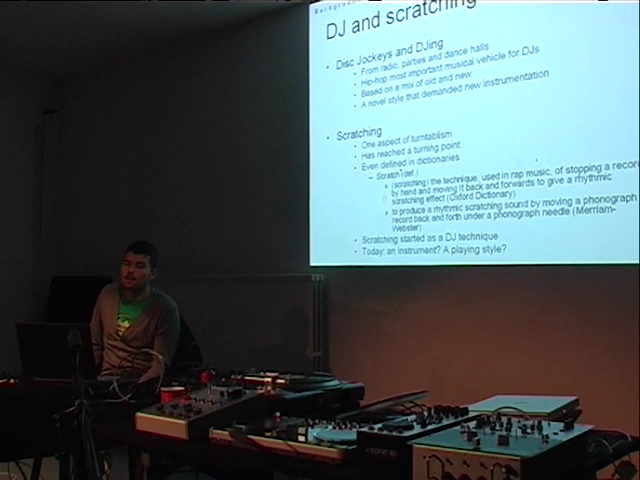 Background
DJ and scratching
• Disc Jockeys and DJing
• From radio, parties and dance halls
• Hip-hop most important musical vehicle for DJs
• Based on a mix of old and new
• A novel style that demanded new instrumentation
• Scratching
• One aspect of turntablism
• Has reached a turning point
• Even defined in dictionaries
– Scratch (def.)
» (scratching) the technique, used in rap music, of stopping a record
by hand and moving it back and forwards to give a rhythmic
scratching effect (Oxford Dictionary)
» to produce a rhythmic scratching sound by moving a phonograph
record back and forth under a phonograph needle (Merriam-
Webster)
• Scratching started as a DJ technique
• Today: an instrument? A playing style?